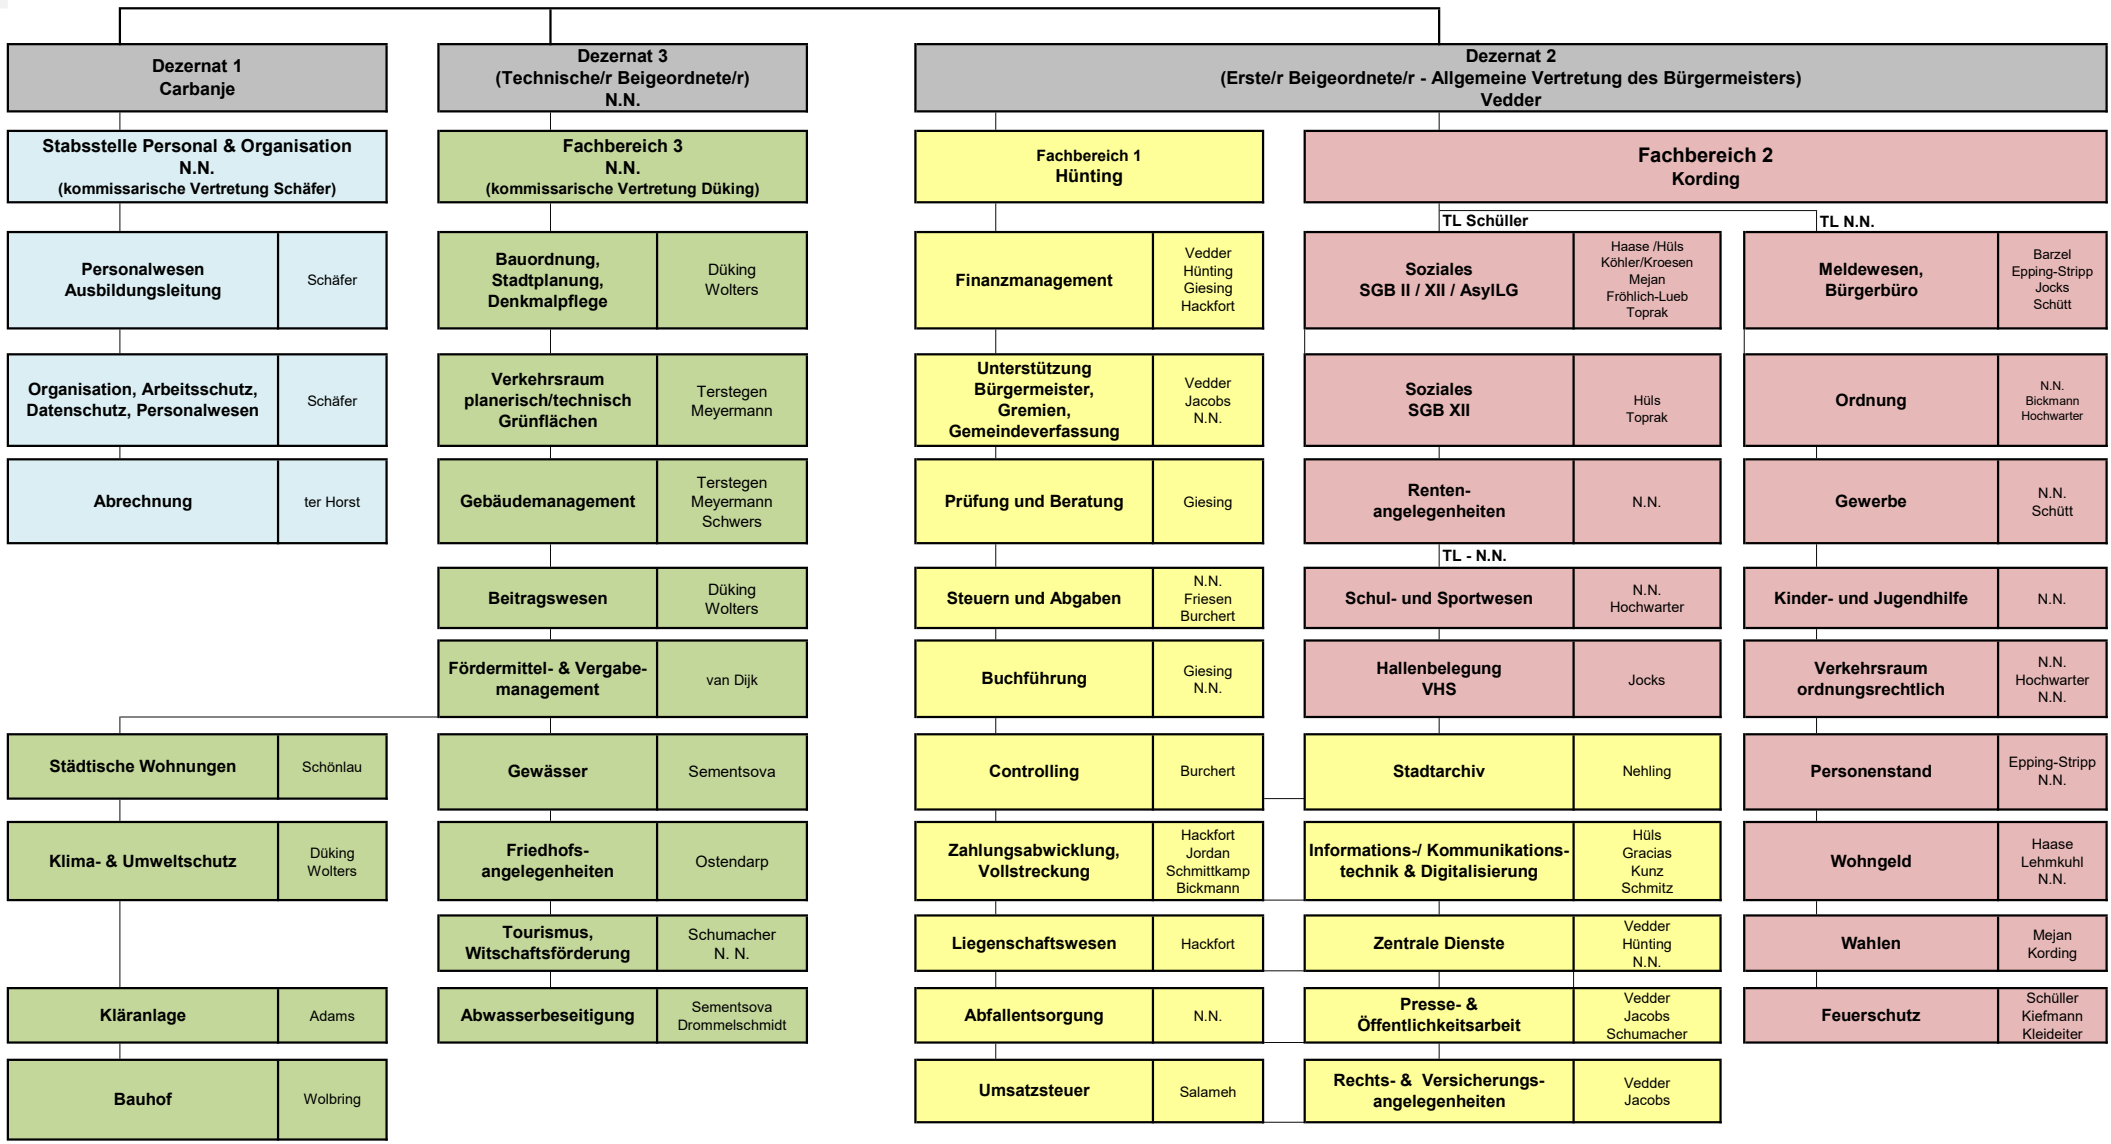 Dezernat 1
Carbanje
Dezernat 3
(Technische/r Beigeordnete/r)
N.N.
Dezernat 2
(Erste/r Beigeordnete/r - Allgemeine Vertretung des Bürgermeisters)
Vedder
Stabsstelle Personal & Organisation
N.N.
(kommissarische Vertretung Schäfer)
Fachbereich 3
N.N.
(kommissarische Vertretung Düking)
Fachbereich 1
Hünting
Fachbereich 2
Kording
TL Schüller
TL N.N.
Personalwesen
Ausbildungsleitung
Schäfer
Bauordnung,
Stadtplanung,
Denkmalpflege
Düking
Wolters
Finanzmanagement
Vedder
Hünting
Giesing
Hackfort
Soziales
SGB II / XII / AsylLG
Haase /Hüls
Köhler/Kroesen
Mejan
Fröhlich-Lueb
Toprak
Meldewesen,
Bürgerbüro
Barzel
Epping-Stripp
Jocks
Schütt
Organisation, Arbeitsschutz,
Datenschutz, Personalwesen
Schäfer
Verkehrsraum
planerisch/technisch
Grünflächen
Terstegen
Meyermann
Unterstützung
Bürgermeister,
Gremien,
Gemeindeverfassung
Vedder
Jacobs
N.N.
Soziales
SGB XII
Hüls
Toprak
Ordnung
N.N.
Bickmann
Hochwarter
Abrechnung
ter Horst
Gebäudemanagement
Terstegen
Meyermann
Schwers
Prüfung und Beratung
Giesing
Renten-
angelegenheiten
N.N.
Gewerbe
N.N.
Schütt
TL - N.N.
Beitragswesen
Düking
Wolters
Steuern und Abgaben
N.N.
Friesen
Burchert
Schul- und Sportwesen
N.N.
Hochwarter
Kinder- und Jugendhilfe
N.N.
Fördermittel- & Vergabe-
management
van Dijk
Buchführung
Giesing
N.N.
Hallenbelegung
VHS
Jocks
Verkehrsraum
ordnungsrechtlich
N.N.
Hochwarter
N.N.
Städtische Wohnungen
Schönlau
Gewässer
Sementsova
Controlling
Burchert
Stadtarchiv
Nehling
Personenstand
Epping-Stripp
N.N.
Klima- & Umweltschutz
Düking
Wolters
Friedhofs-
angelegenheiten
Ostendarp
Zahlungsabwicklung,
Vollstreckung
Hackfort
Jordan
Schmittkamp
Bickmann
Informations-/ Kommunikations-
technik & Digitalisierung
Hüls
Gracias
Kunz
Schmitz
Wohngeld
Haase
Lehmkuhl
N.N.
Tourismus,
Witschaftsförderung
Schumacher
N. N.
Liegenschaftswesen
Hackfort
Zentrale Dienste
Vedder
Hünting
N.N.
Wahlen
Mejan
Kording
Kläranlage
Adams
Abwasserbeseitigung
Sementsova
Drommelschmidt
Abfallentsorgung
N.N.
Presse- &
Öffentlichkeitsarbeit
Vedder
Jacobs
Schumacher
Feuerschutz
Schüller
Kiefmann
Kleideiter
Bauhof
Wolbring
Umsatzsteuer
Salameh
Rechts- & Versicherungs-
angelegenheiten
Vedder
Jacobs